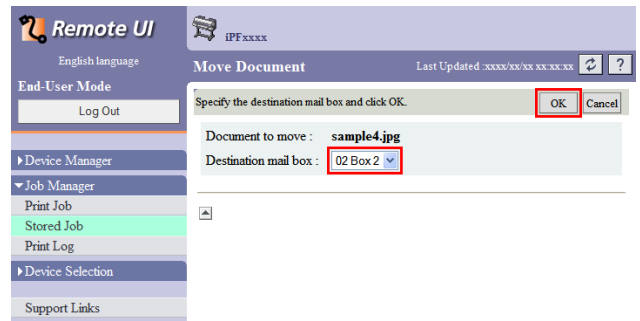 Remote UI
English language
End-User Mode
Log Out
Device Manager
Job Manager
Print Job
Stored Job
Print Log
Device Selection
Support Links
iPFxxxx
Move Document
Last Updated :xxxx/xx/xx xx:xx:xx
?
Specify the destination mail box and click OK.
OK
Cancel
Document to move : sample4.jpg
Destination mail box : 02 Box 2